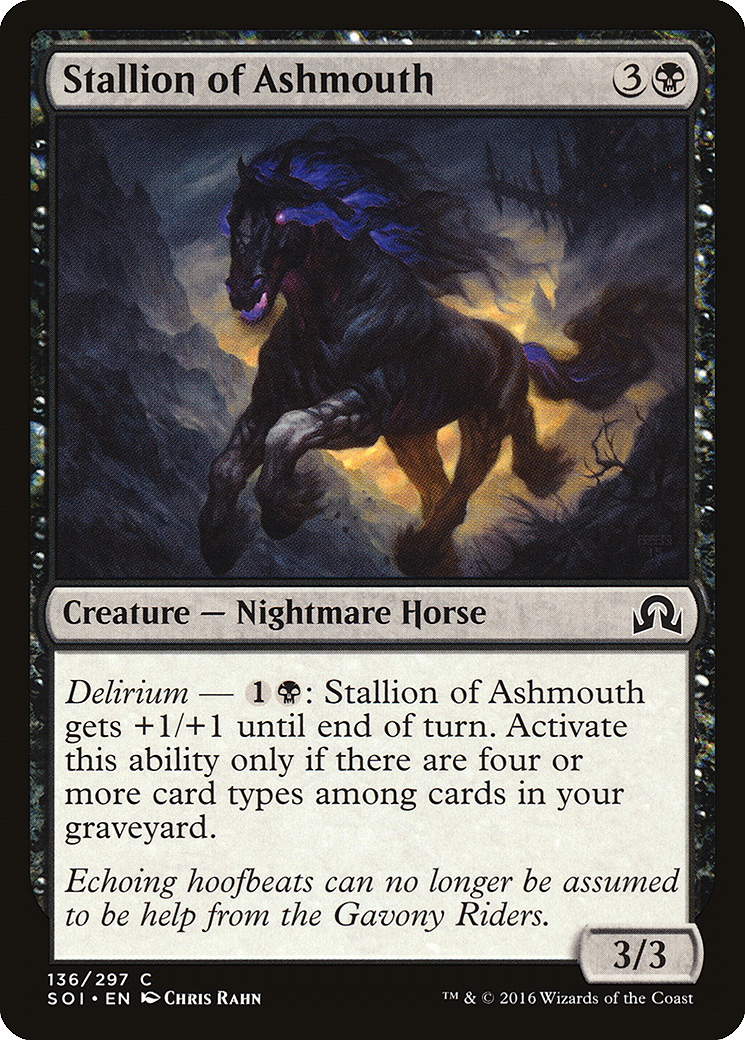 Stallion of Ashmouth 3
Creature — Nightmare Horse
Delirium — 1 : Stallion of Ashmouth
gets +1/+1 until end of turn. Activate
this ability only if there are four or
more card types among cards in your
graveyard.
Echoing hoofbeats can no longer be assumed
to be help from the Gavony Riders.
3/3
136/297 C
SOI • EN Chris Rahn
™ & © 2016 Wizards of the Coast